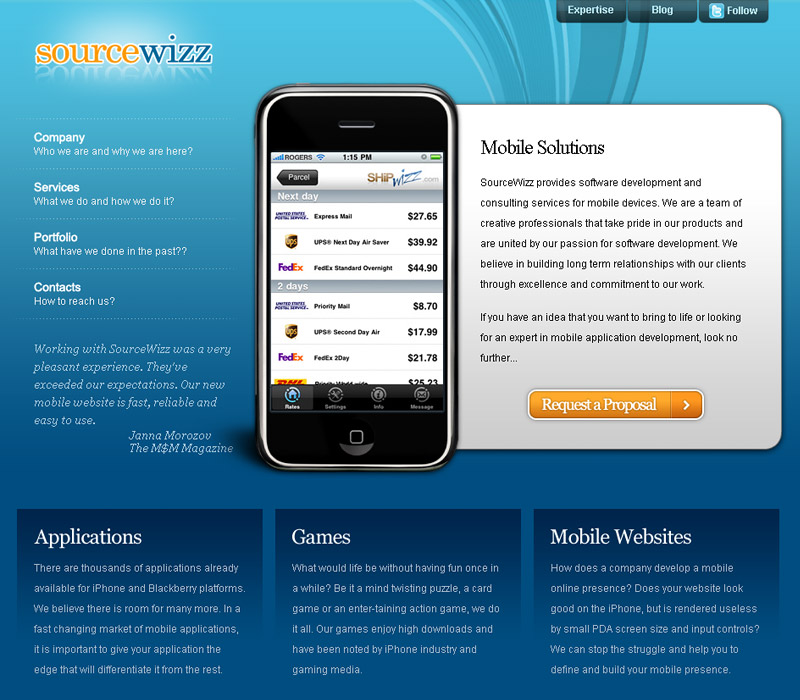 Expertise
Blog
Follow
sourcewizz
Company
Who we are and why we are here?
Services
What we do and how we do it?
Portfolio
What have we done in the past??
Contacts
How to reach us?
Working with SourceWizz was a very
pleasant experience. They've
exceeded our expectations. Our new
mobile website is fast, reliable and
easy to use.
Janna Morozov
The M$M Magazine
ROGERS 1:15 PM
Parcel SHiPwizz.com
Next day
UNITED STATES POSTAL SERVICE Express Mail $27.65
ups UPS® Next Day Air Saver $39.92
FedEx FedEx Standard Overnight $44.90
2 days
UNITED STATES POSTAL SERVICE Priority Mail $8.70
ups UPS® Second Day Air $17.99
FedEx FedEx 2Day $21.78
DHL Priority World-wide $25.23
Rates Settings Info Message
Mobile Solutions
SourceWizz provides software development and
consulting services for mobile devices. We are a team of
creative professionals that take pride in our products and
are united by our passion for software development. We
believe in building long term relationships with our clients
through excellence and commitment to our work.
If you have an idea that you want to bring to life or looking
for an expert in mobile application development, look no
further...
Request a Proposal
Applications
There are thousands of applications already
available for iPhone and Blackberry platforms.
We believe there is room for many more. In a
fast changing market of mobile applications,
it is important to give your application the
edge that will differentiate it from the rest.
Games
What would life be without having fun once in
a while? Be it a mind twisting puzzle, a card
game or an enter-taining action game, we do
it all. Our games enjoy high downloads and
have been noted by iPhone industry and
gaming media.
Mobile Websites
How does a company develop a mobile
online presence? Does your website look
good on the iPhone, but is rendered useless
by small PDA screen size and input controls?
We can stop the struggle and help you to
define and build your mobile presence.